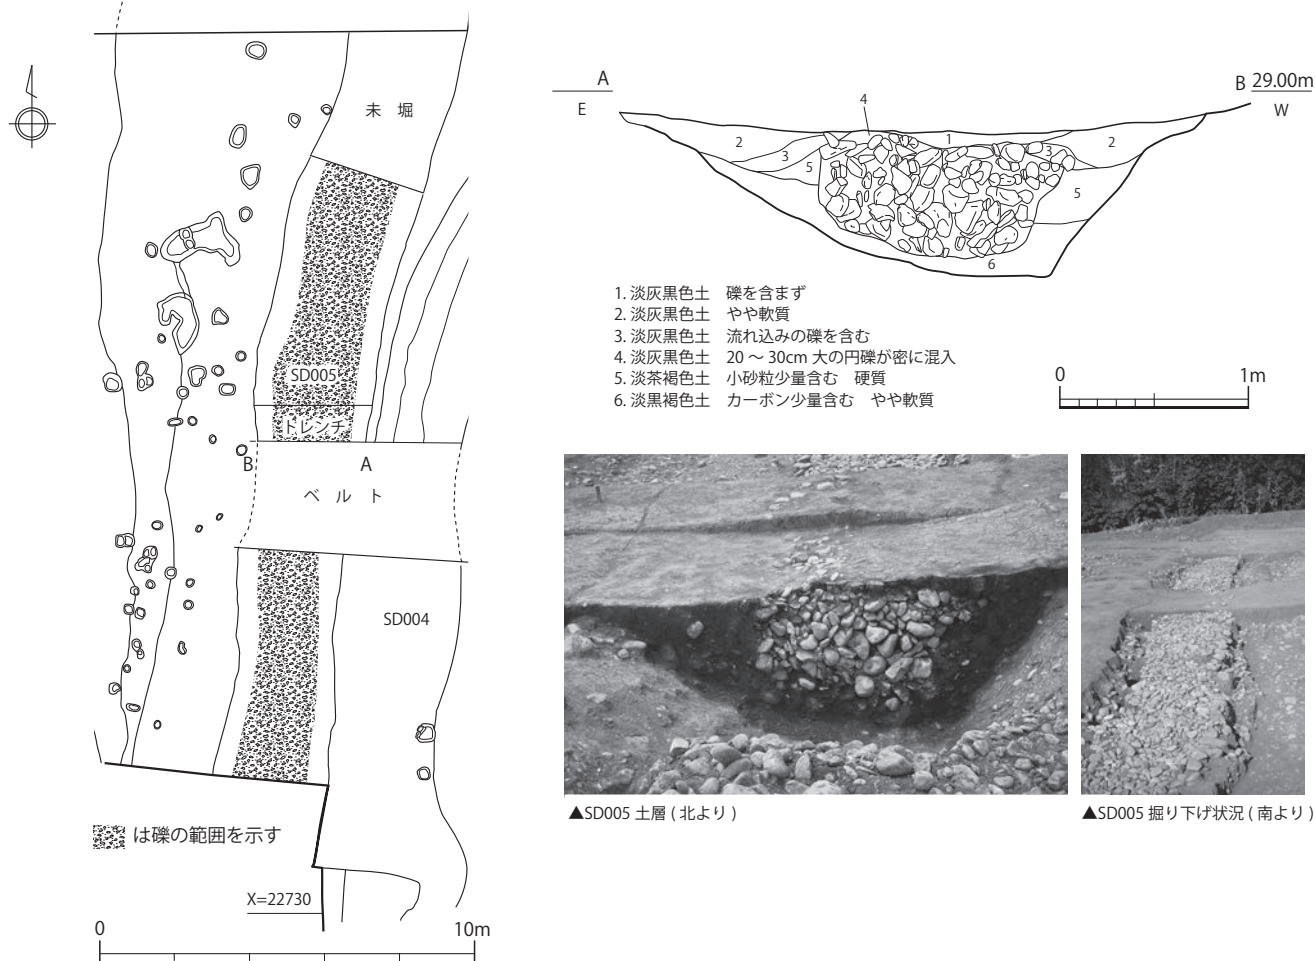 未 堀
SD005
トレンチ
B A
ベ ル ト
SD004
は礫の範囲を示す
X=22730
0 10m
A
E
B 29.00m
W
4
2 3 5 1 3 2 5
6
1. 淡灰黒色土 礫を含まず
2. 淡灰黒色土 やや軟質
3. 淡灰黒色土 流れ込みの礫を含む
4. 淡灰黒色土 20 ～ 30cm 大の円礫が密に混入
5. 淡茶褐色土 小砂粒少量含む 硬質
6. 淡黒褐色土 カーボン少量含む やや軟質
0 1m
▲SD005 土層 ( 北より )
▲SD005 掘り下げ状況 ( 南より )